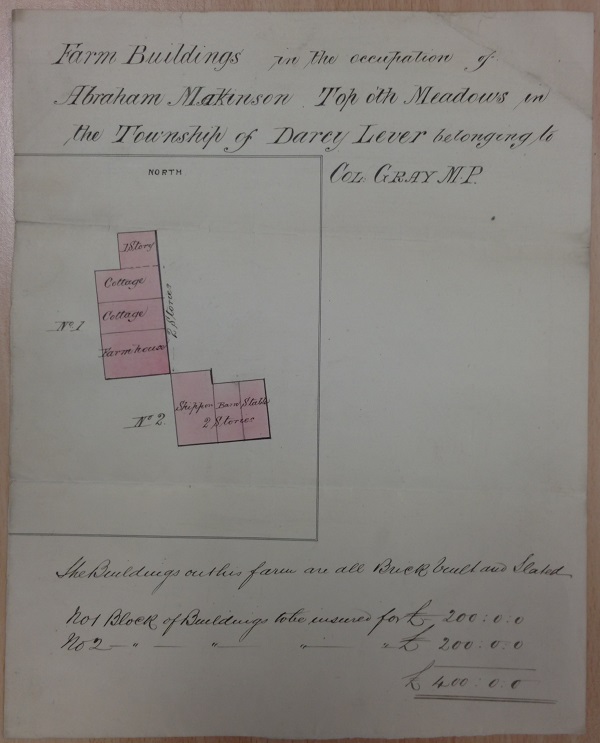 Farm Buildings in the occupation of
Abraham Makinson Top oth Meadows in
the Township of Darcy Lever belonging to
Col Gray M.P.
NORTH
1 Story
Cottage
Cottage
Farm house
2 Stories
No 1
No 2
Shippon Barn Stable
2 Stories
The Buildings on this farm are all Brick built and Slated
No 1 Block of Buildings to be insured for £ 200 : 0 : 0
No 2 — " — " — " — " £ 200 : 0 : 0
£ 400 : 0 : 0